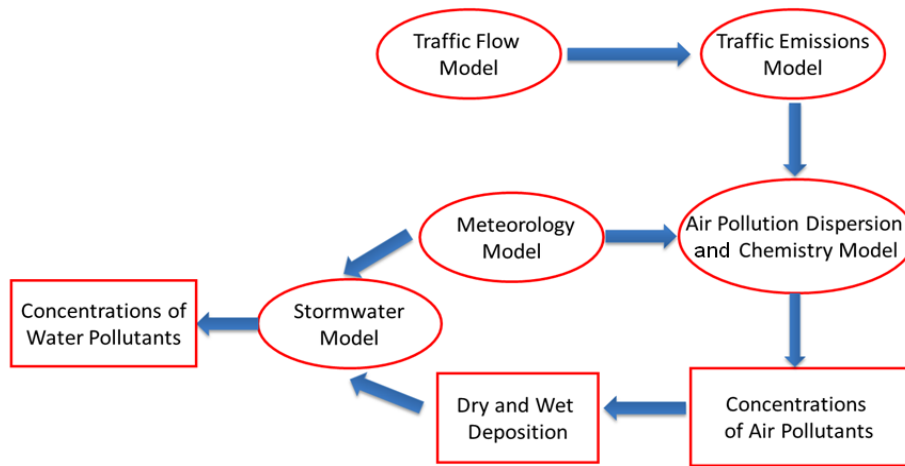 Traffic Flow
Model
Traffic Emissions
Model
Meteorology
Model
Air Pollution Dispersion
and Chemistry Model
Concentrations of
Water Pollutants
Stormwater
Model
Dry and Wet
Deposition
Concentrations
of Air Pollutants